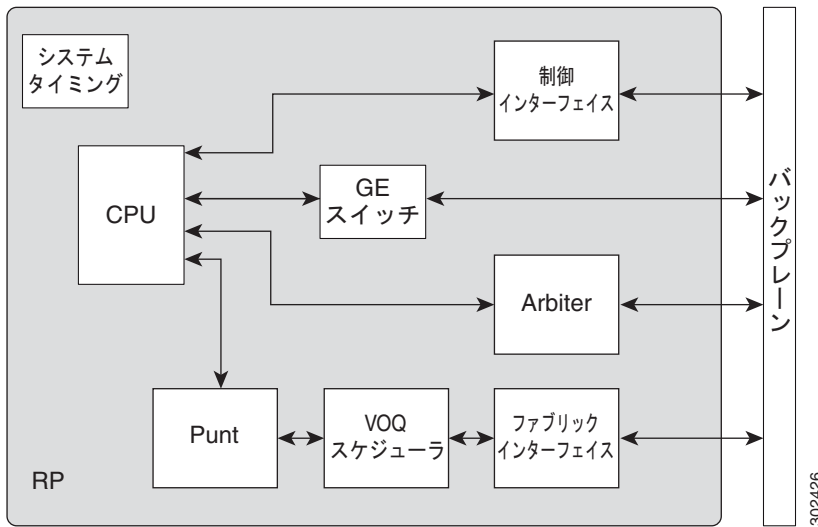 システム
タイミング
制御
インターフェイス
CPU
GE
スイッチ
Arbiter
Punt
VOQ
スケジューラ
ファブリック
インターフェイス
RP
バックプレーン
302426